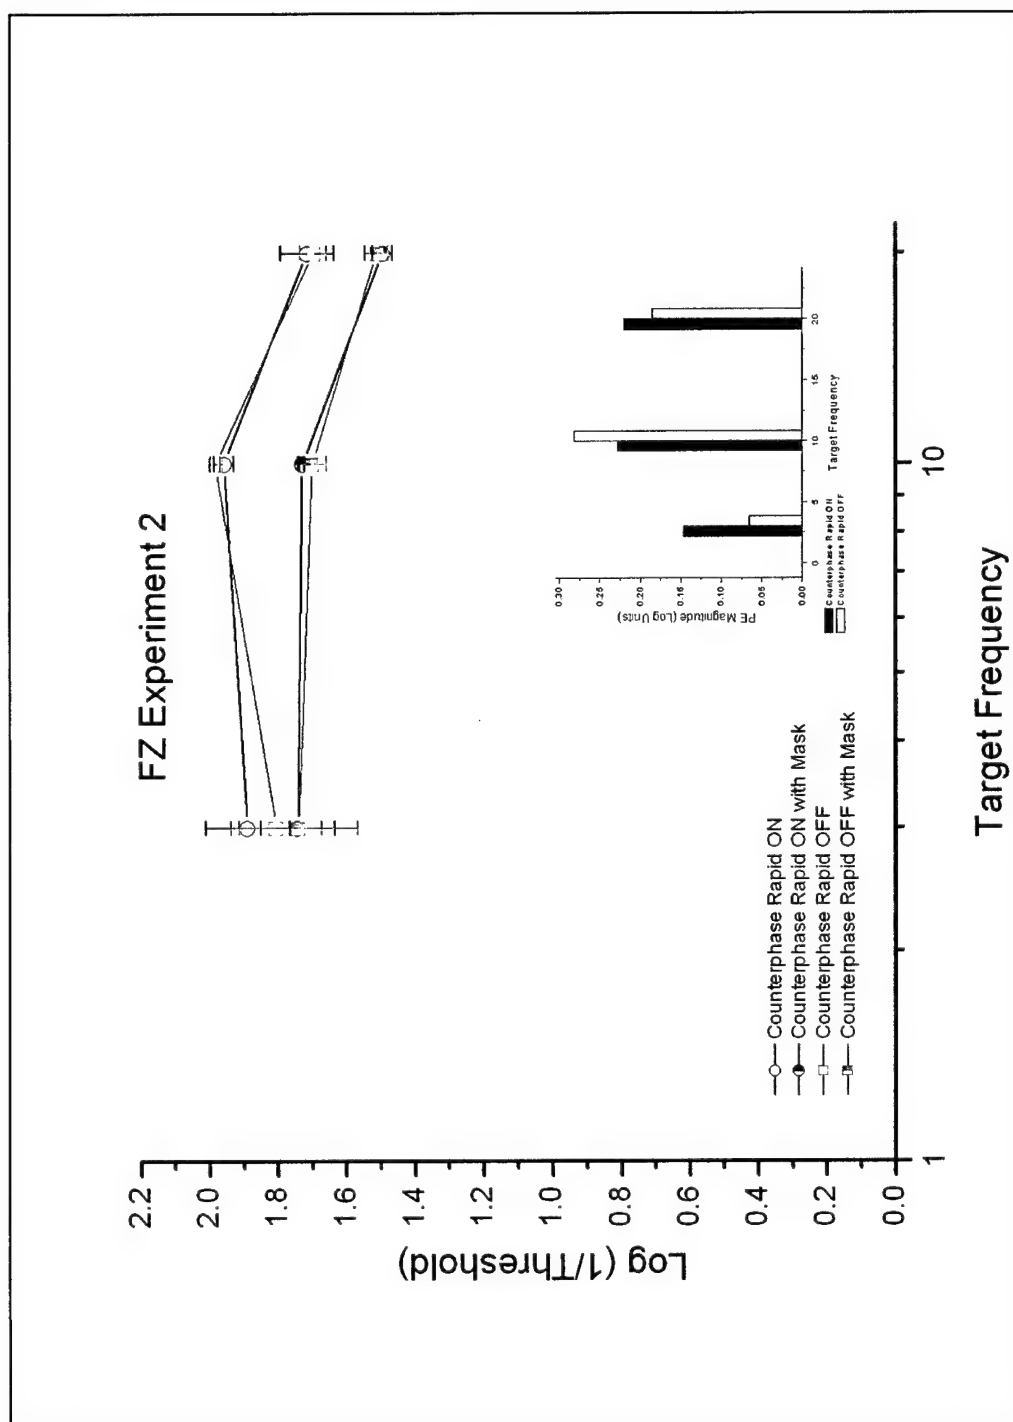 FZ Experiment 2
Log (1/Threshold)
2.2
2.0
1.8
1.6
1.4
1.2
1.0
0.8
0.6
0.4
0.2
0.0
1
10
Target Frequency
Counterphase Rapid ON
Counterphase Rapid ON with Mask
Counterphase Rapid OFF
Counterphase Rapid OFF with Mask
PE Magnitude (Log Units)
0.30
0.25
0.20
0.15
0.10
0.05
0.00
0
5
10
15
20
Target Frequency
Counterphase Rapid ON
Counterphase Rapid OFF